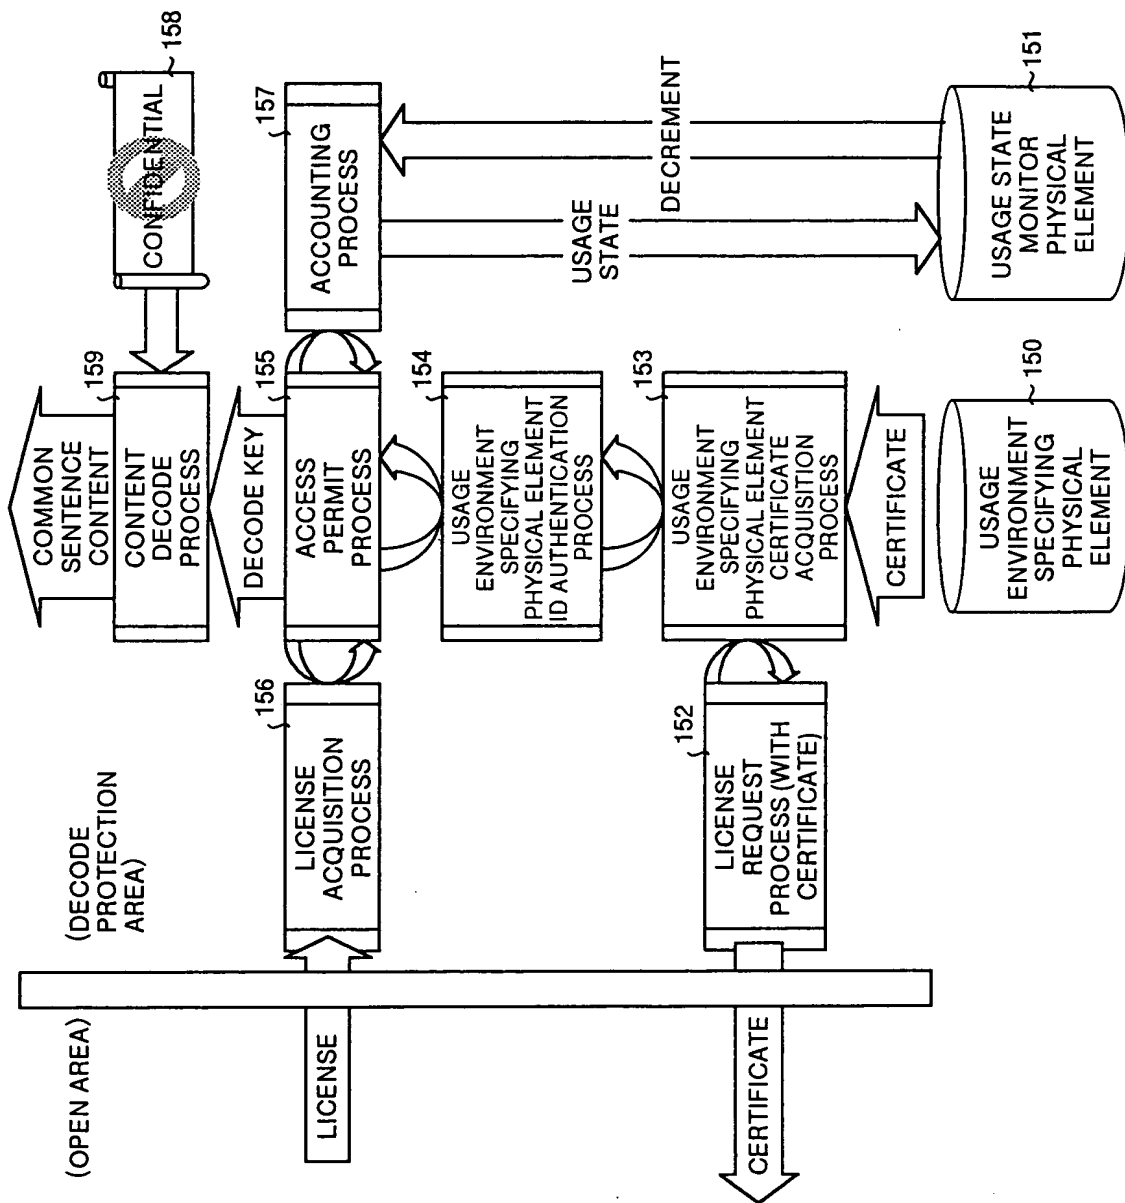 (OPEN AREA)
(DECODE
PROTECTION
AREA)
LICENSE
156
LICENSE
ACQUISITION
PROCESS
CERTIFICATE
152
LICENSE
REQUEST
PROCESS (WITH
CERTIFICATE)
COMMON
SENTENCE
CONTENT
159
CONTENT
DECODE
PROCESS
DECODE KEY
155
ACCESS
PERMIT
PROCESS
154
USAGE
ENVIRONMENT
SPECIFYING
PHYSICAL ELEMENT
ID AUTHENTICATION
PROCESS
153
USAGE
ENVIRONMENT
SPECIFYING
PHYSICAL ELEMENT
CERTIFICATE
ACQUISITION
PROCESS
CERTIFICATE
150
USAGE
ENVIRONMENT
SPECIFYING
PHYSICAL
ELEMENT
158
CONFIDENTIAL
157
ACCOUNTING
PROCESS
USAGE
STATE
DECREMENT
151
USAGE STATE
MONITOR
PHYSICAL
ELEMENT